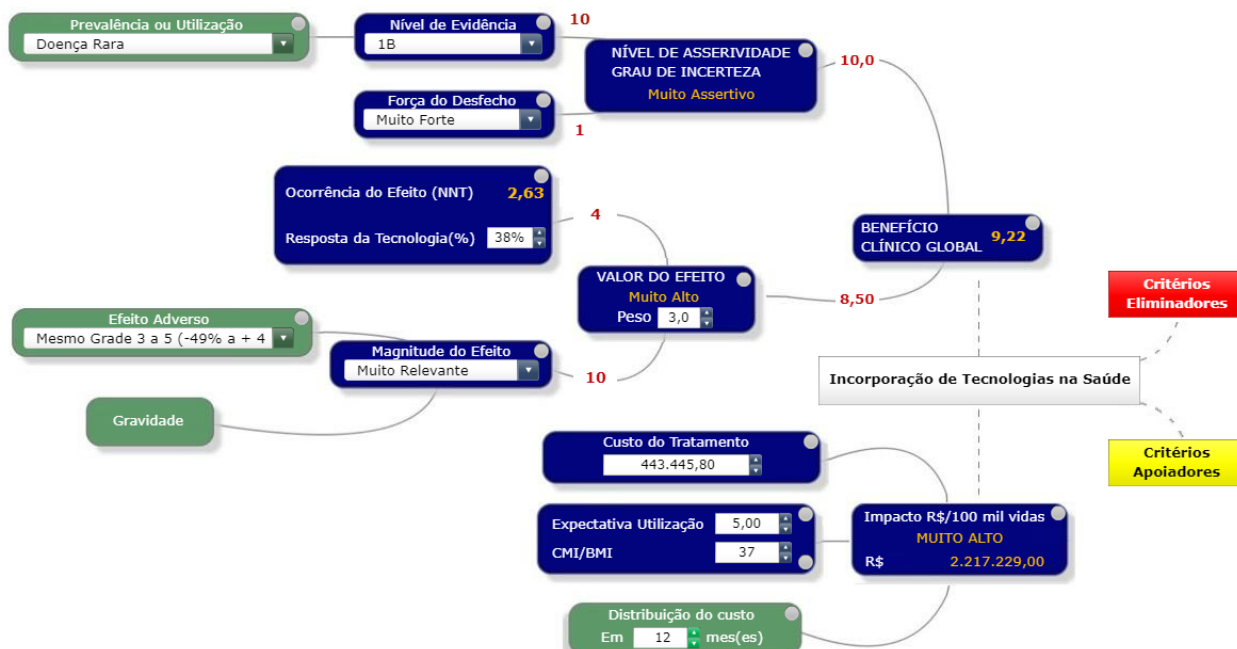 Prevalência ou Utilização
Doença Rara
Nível de Evidência
1B
10
NÍVEL DE ASSERIVIDADE
GRAU DE INCERTEZA
Muito Assertivo
10,0
Força do Desfecho
Muito Forte
1
Ocorrência do Efeito (NNT) 2,63
Resposta da Tecnologia(%) 38%
4
BENEFÍCIO
CLÍNICO GLOBAL 9,22
VALOR DO EFEITO
Muito Alto
Peso 3,0
8,50
Critérios
Eliminadores
Efeito Adverso
Mesmo Grade 3 a 5 (-49% a + 4
Magnitude do Efeito
Muito Relevante
10
Incorporação de Tecnologias na Saúde
Gravidade
Custo do Tratamento
443.445,80
Critérios
Apoiadores
Expectativa Utilização 5,00
CMI/BMI 37
Impacto R$/100 mil vidas
MUITO ALTO
R$ 2.217.229,00
Distribuição do custo
Em 12 mes(es)